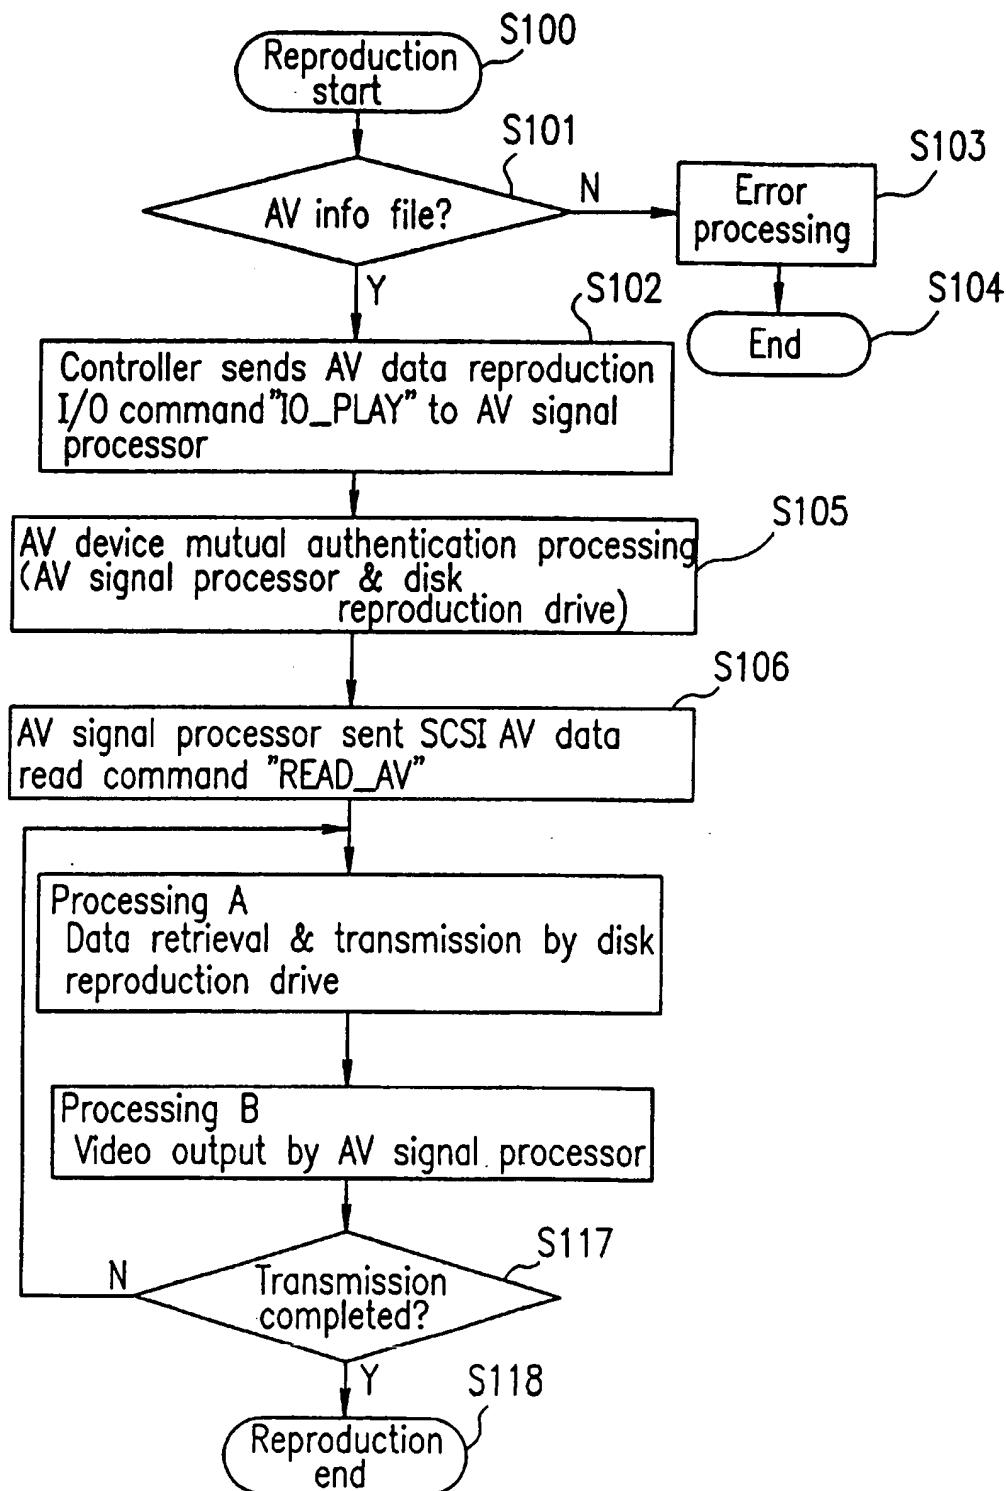 S100
Reproduction
start
S101
AV info file?
N
S103
Error
processing
Y
S102
S104
End
Controller sends AV data reproduction
I/O command "IO_PLAY" to AV signal
processor
S105
AV device mutual authentication processing
(AV signal processor & disk
reproduction drive)
S106
AV signal processor sent SCSI AV data
read command "READ_AV"
Processing A
Data retrieval & transmission by disk
reproduction drive
Processing B
Video output by AV signal processor
S117
N
Transmission
completed?
Y
S118
Reproduction
end